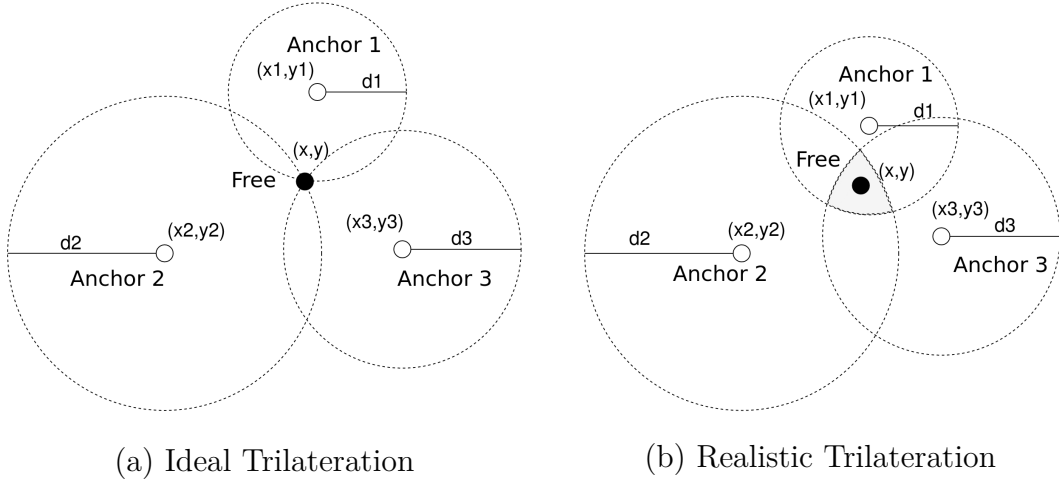 Anchor 1
(x1,y1)
d1
(x,y)
Free
(x2,y2)
d2
Anchor 2
(x3,y3)
d3
Anchor 3
(a) Ideal Trilateration
Anchor 1
(x1,y1)
d1
Free
(x,y)
(x2,y2)
d2
Anchor 2
(x3,y3)
d3
Anchor 3
(b) Realistic Trilateration